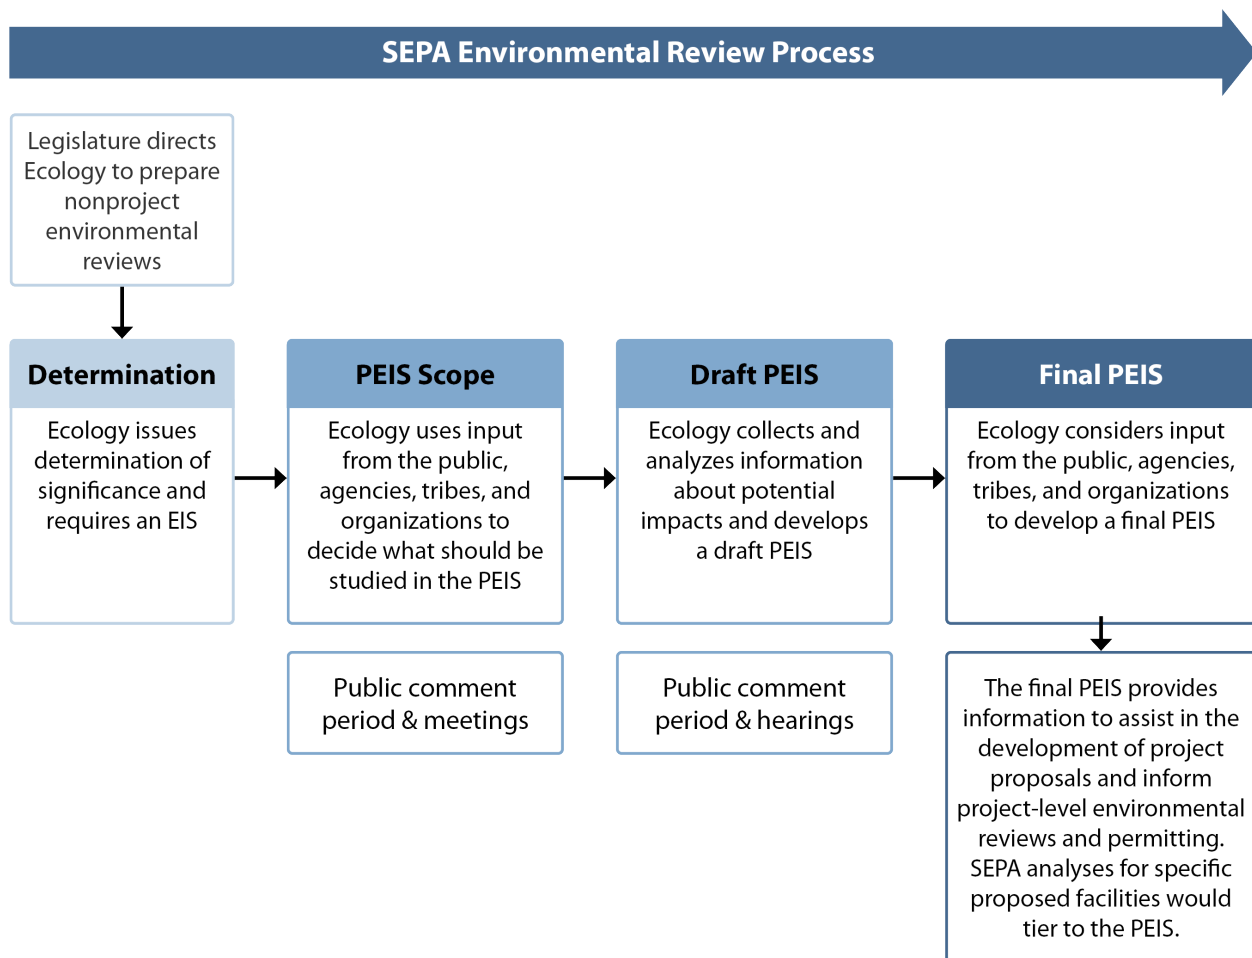 SEPA Environmental Review Process
Legislature directs
Ecology to prepare
nonproject
environmental
reviews
Determination
Ecology issues
determination of
significance and
requires an EIS
PEIS Scope
Ecology uses input
from the public,
agencies, tribes, and
organizations to
decide what should be
studied in the PEIS
Public comment
period & meetings
Draft PEIS
Ecology collects and
analyzes information
about potential
impacts and develops
a draft PEIS
Public comment
period & hearings
Final PEIS
Ecology considers input
from the public, agencies,
tribes, and organizations
to develop a final PEIS
The final PEIS provides
information to assist in the
development of project
proposals and inform
project-level environmental
reviews and permitting.
SEPA analyses for specific
proposed facilities would
tier to the PEIS.